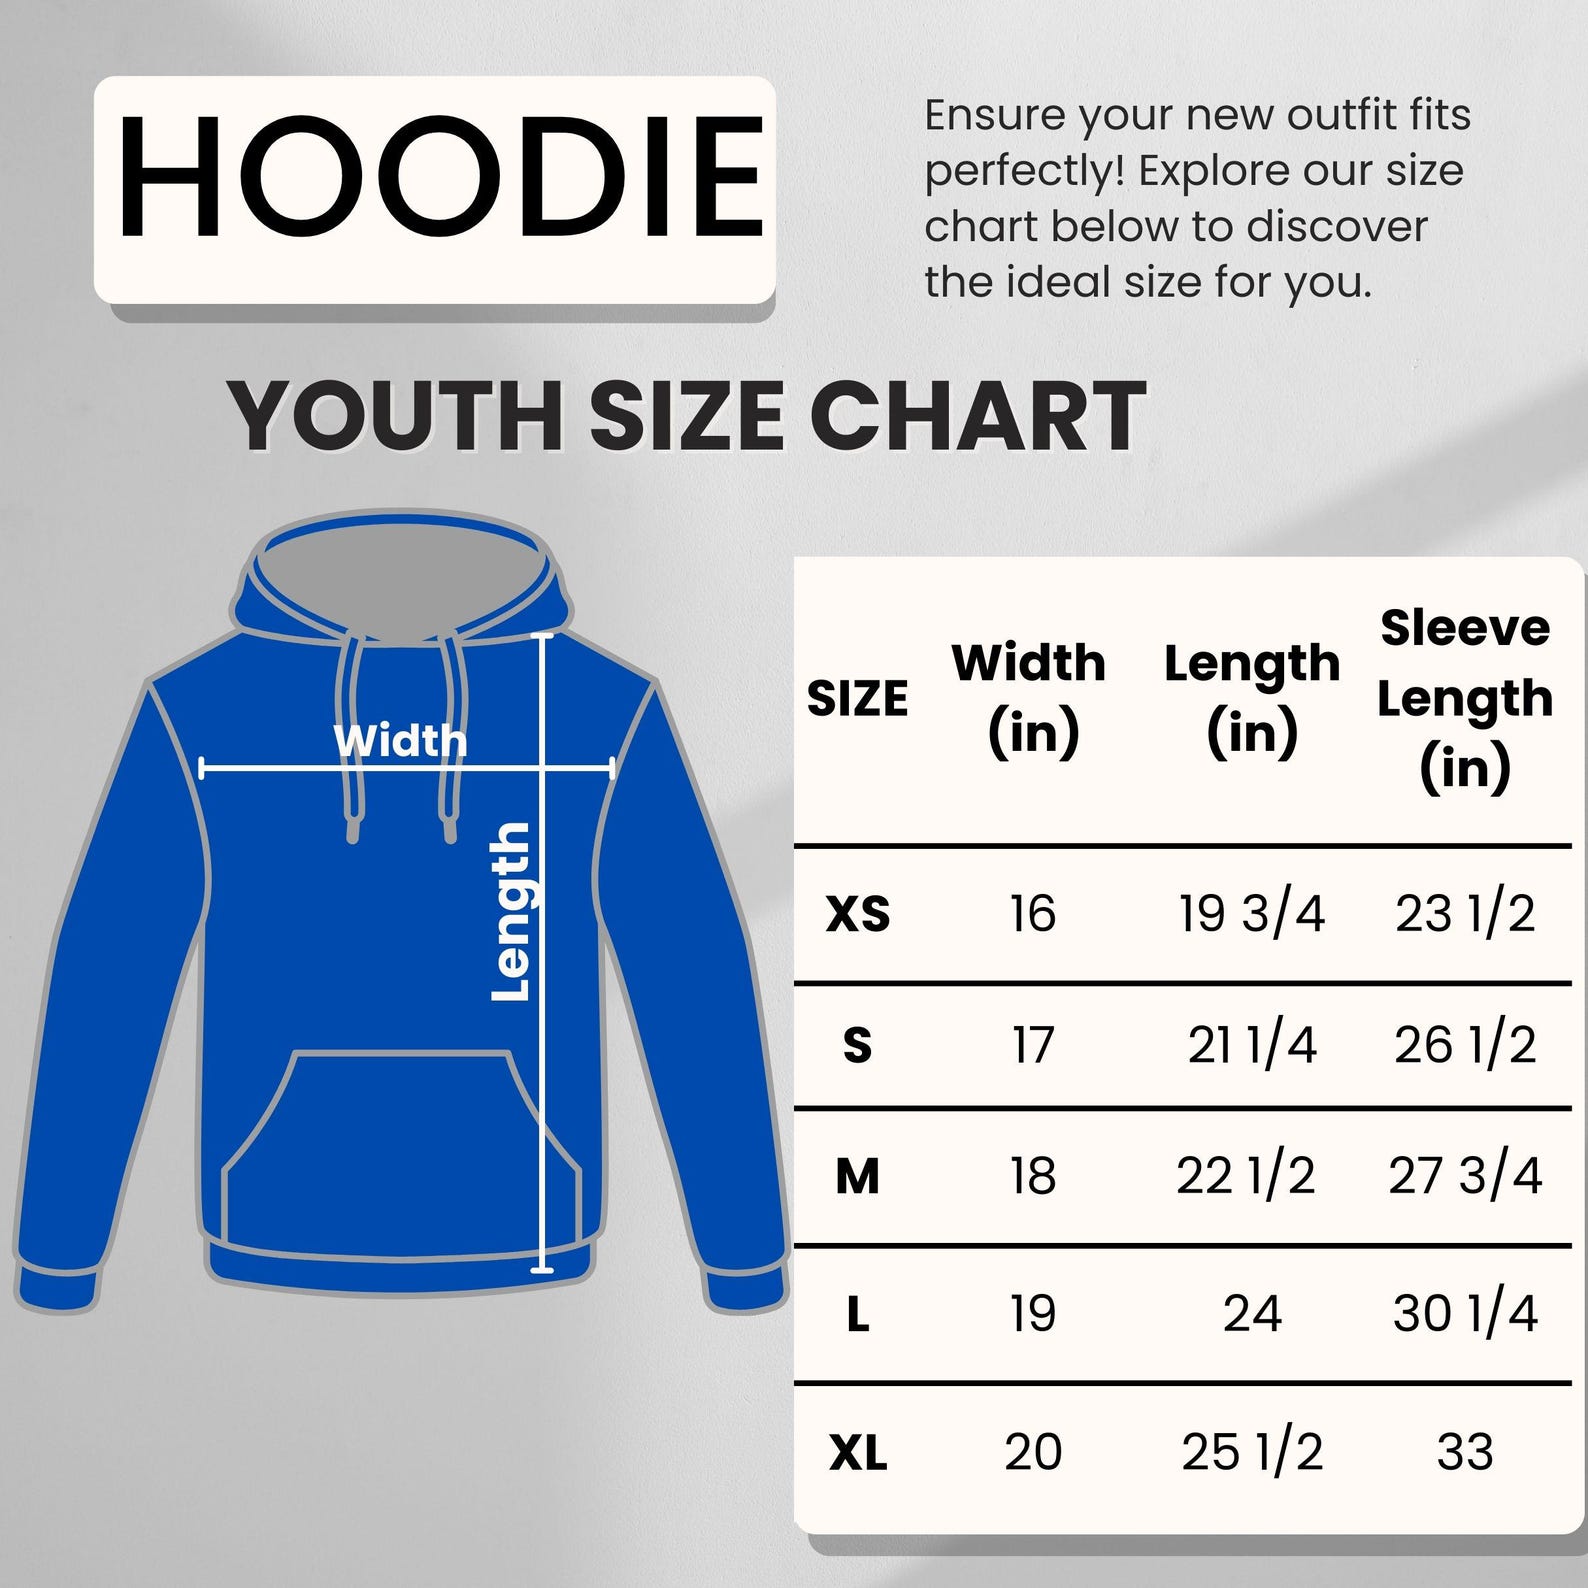 HOODIE
Ensure your new outfit fits
perfectly! Explore our size
chart below to discover
the ideal size for you.
YOUTH SIZE CHART
Width
Length
SIZE Width (in) Length (in) Sleeve Length (in)
XS 16 19 3/4 23 1/2
S 17 21 1/4 26 1/2
M 18 22 1/2 27 3/4
L 19 24 30 1/4
XL 20 25 1/2 33